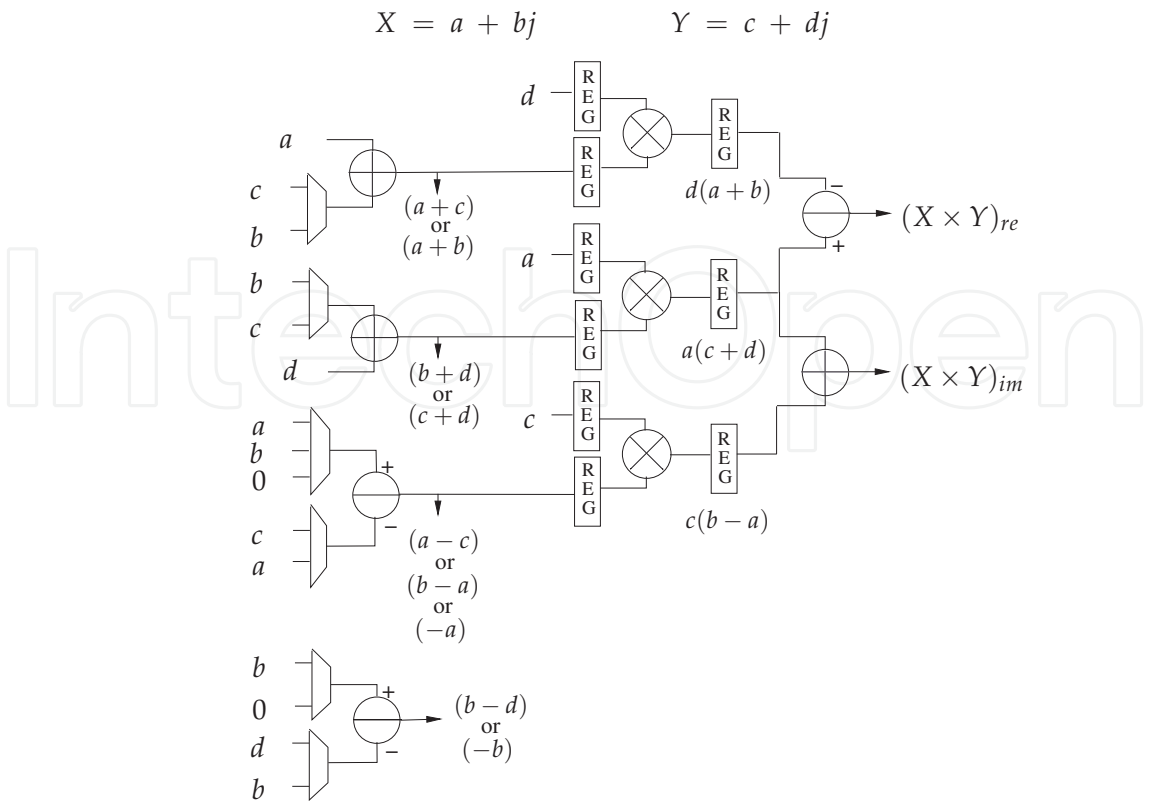 X = a + bj Y = c + dj
d
REG
a
c
b
REG
(a + c)
or
(a + b)
REG
d(a + b)
−
+
(X × Y)re
b
c
d
a
REG
REG
(b + d)
or
(c + d)
REG
a(c + d)
(X × Y)im
a
b
0
c
a
+
−
c
REG
REG
(a − c)
or
(b − a)
or
(−a)
REG
c(b − a)
b
0
d
b
+
−
(b − d)
or
(−b)
IntechOpen